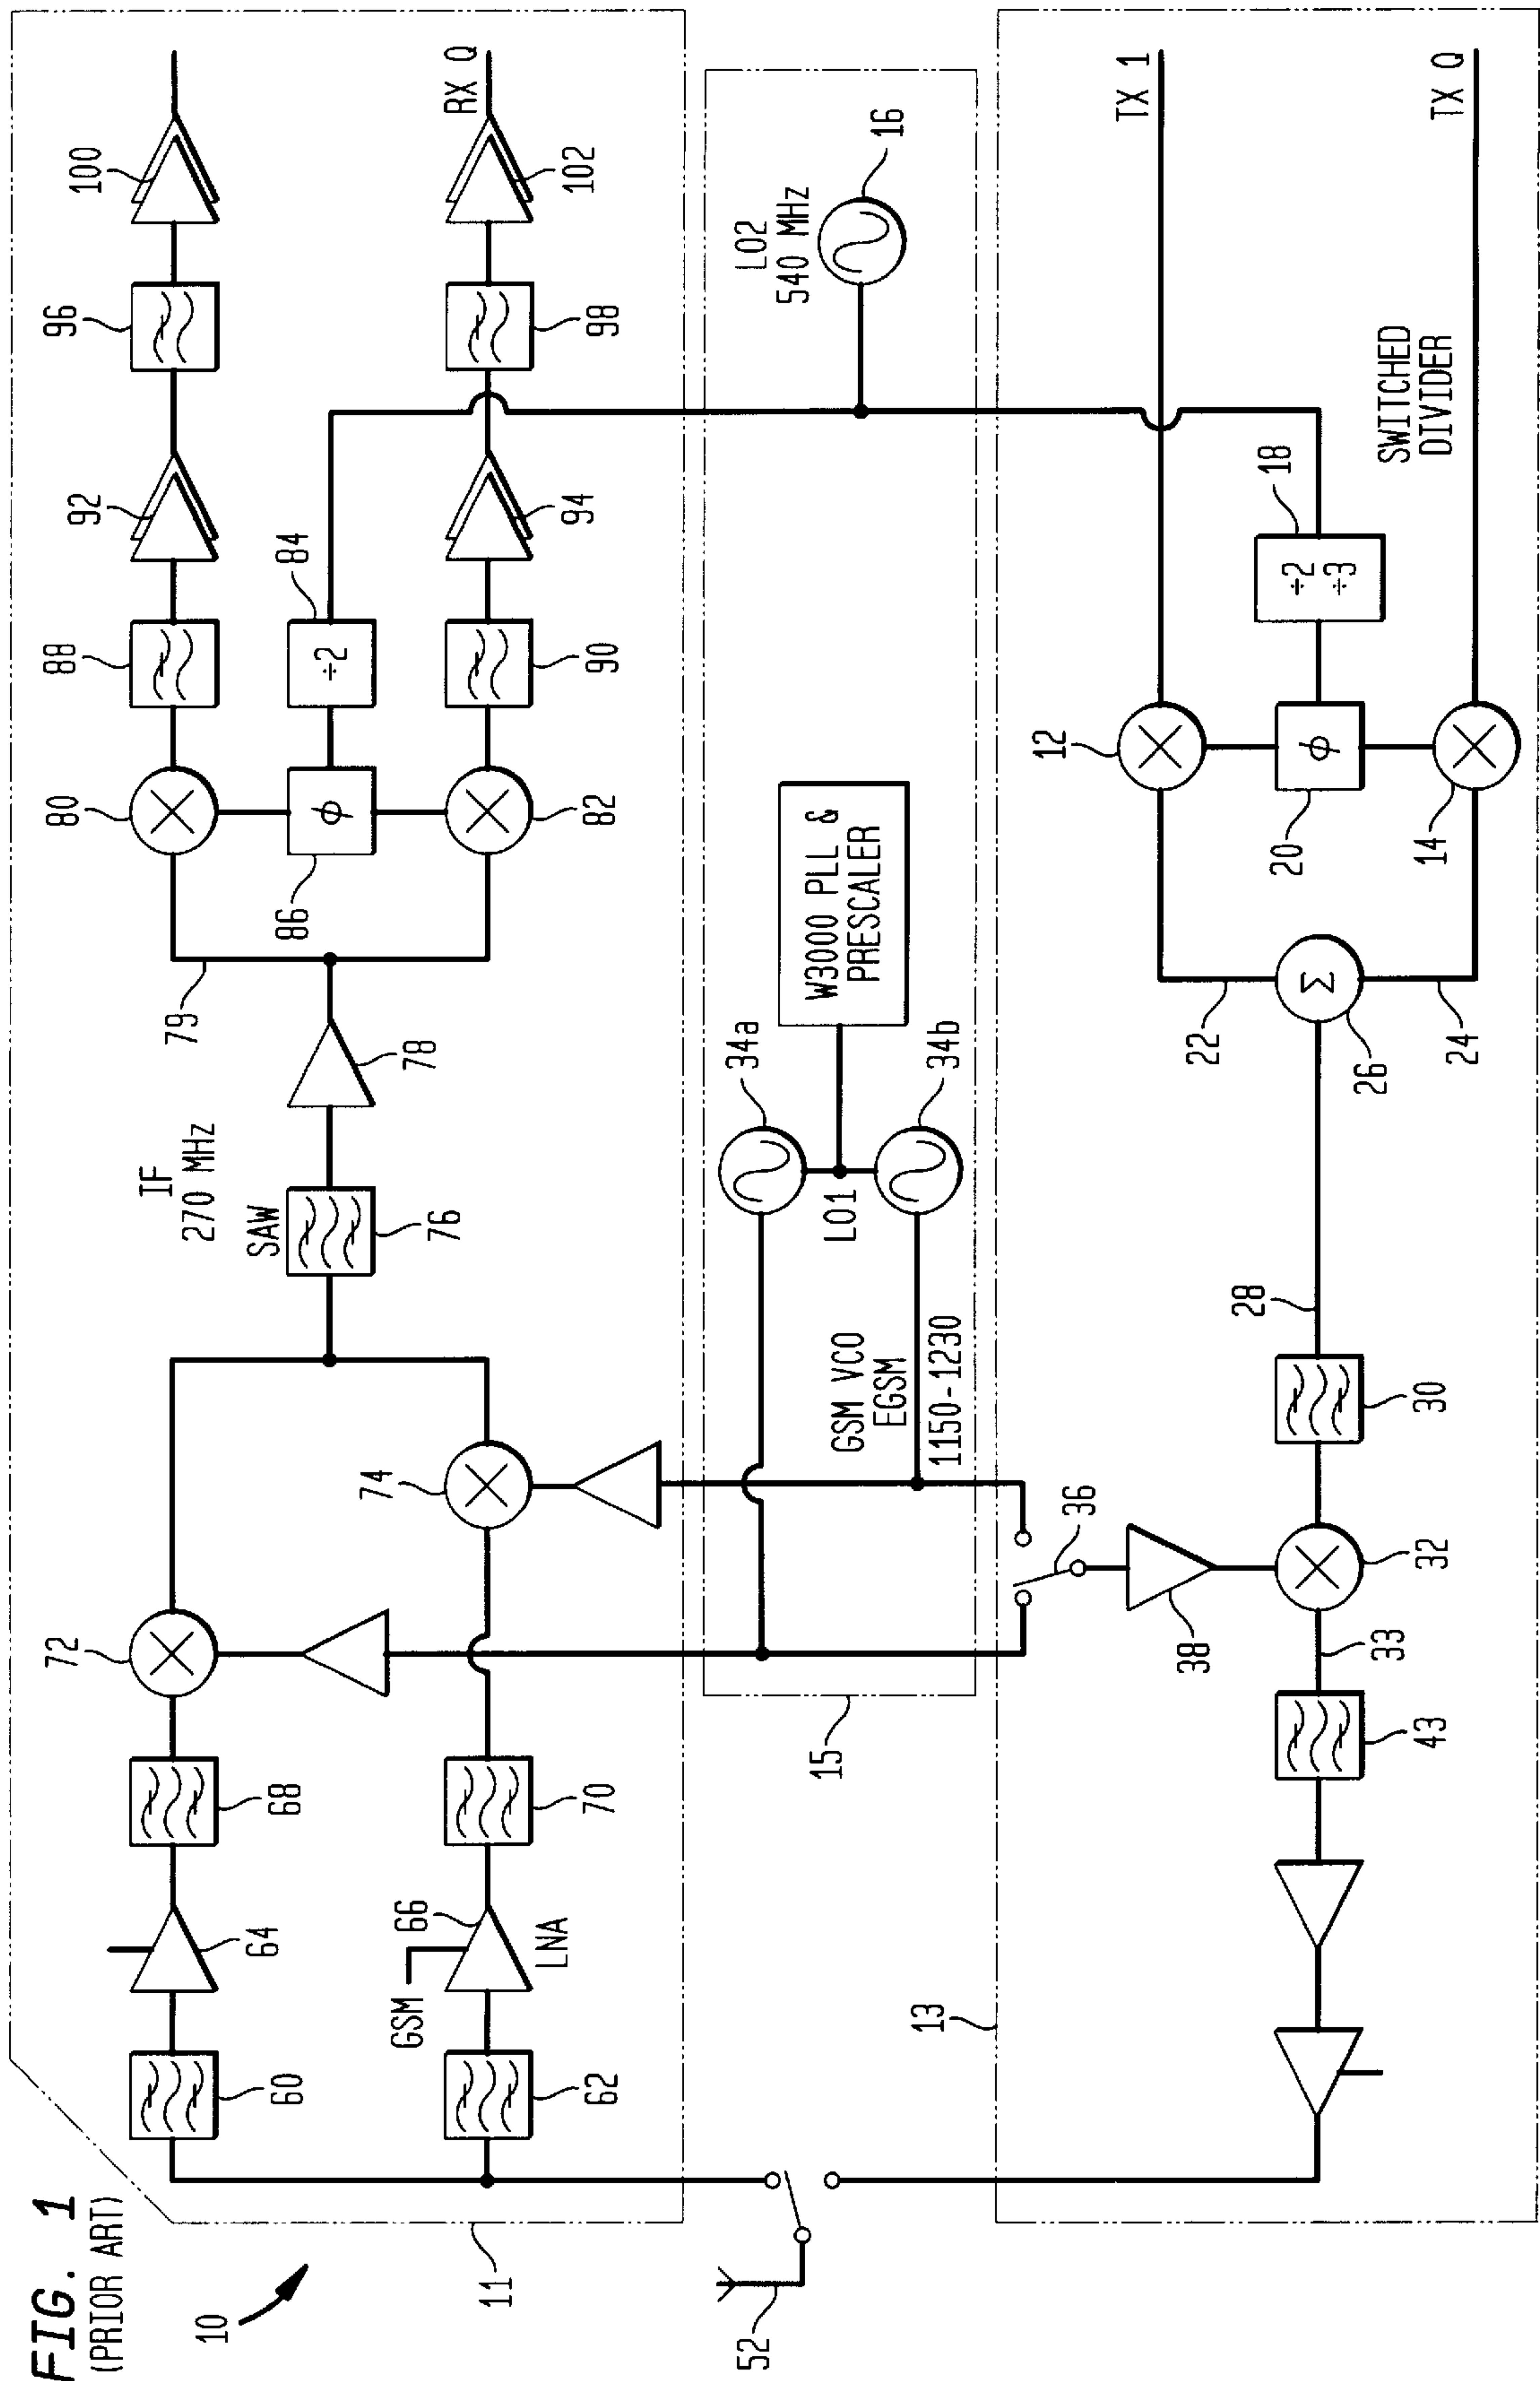 FIG. 1
(PRIOR ART)
10
11
60
64
68
72
80
88
92
96
100
62
GSM
66
LNA
70
74
SAW
76
IF
270 MHz
78
79
86
φ
84
÷2
82
90
94
98
102
RX Q
52
15
GSM VCO
EGSM
1150-1230
LO1
34a
34b
W3000 PLL &
PRESCALER
LO2
540 MHz
16
13
43
33
38
36
32
30
28
26
Σ
22
24
12
14
20
φ
18
÷2
÷3
SWITCHED
DIVIDER
TX 1
TX Q